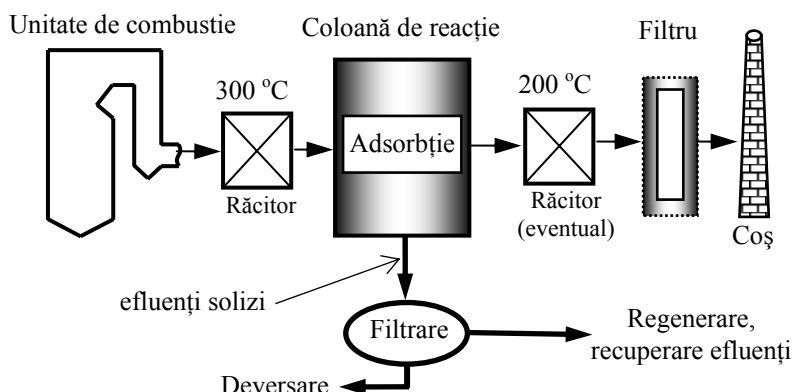 Unitate de combustie
Coloană de reacție
Filtru
300 °C
200 °C
Adsorbție
Răcitor
Răcitor
(eventual)
Coş
efluenți solizi
Filtrare
Regenerare,
recuperare efluenți
Deversare